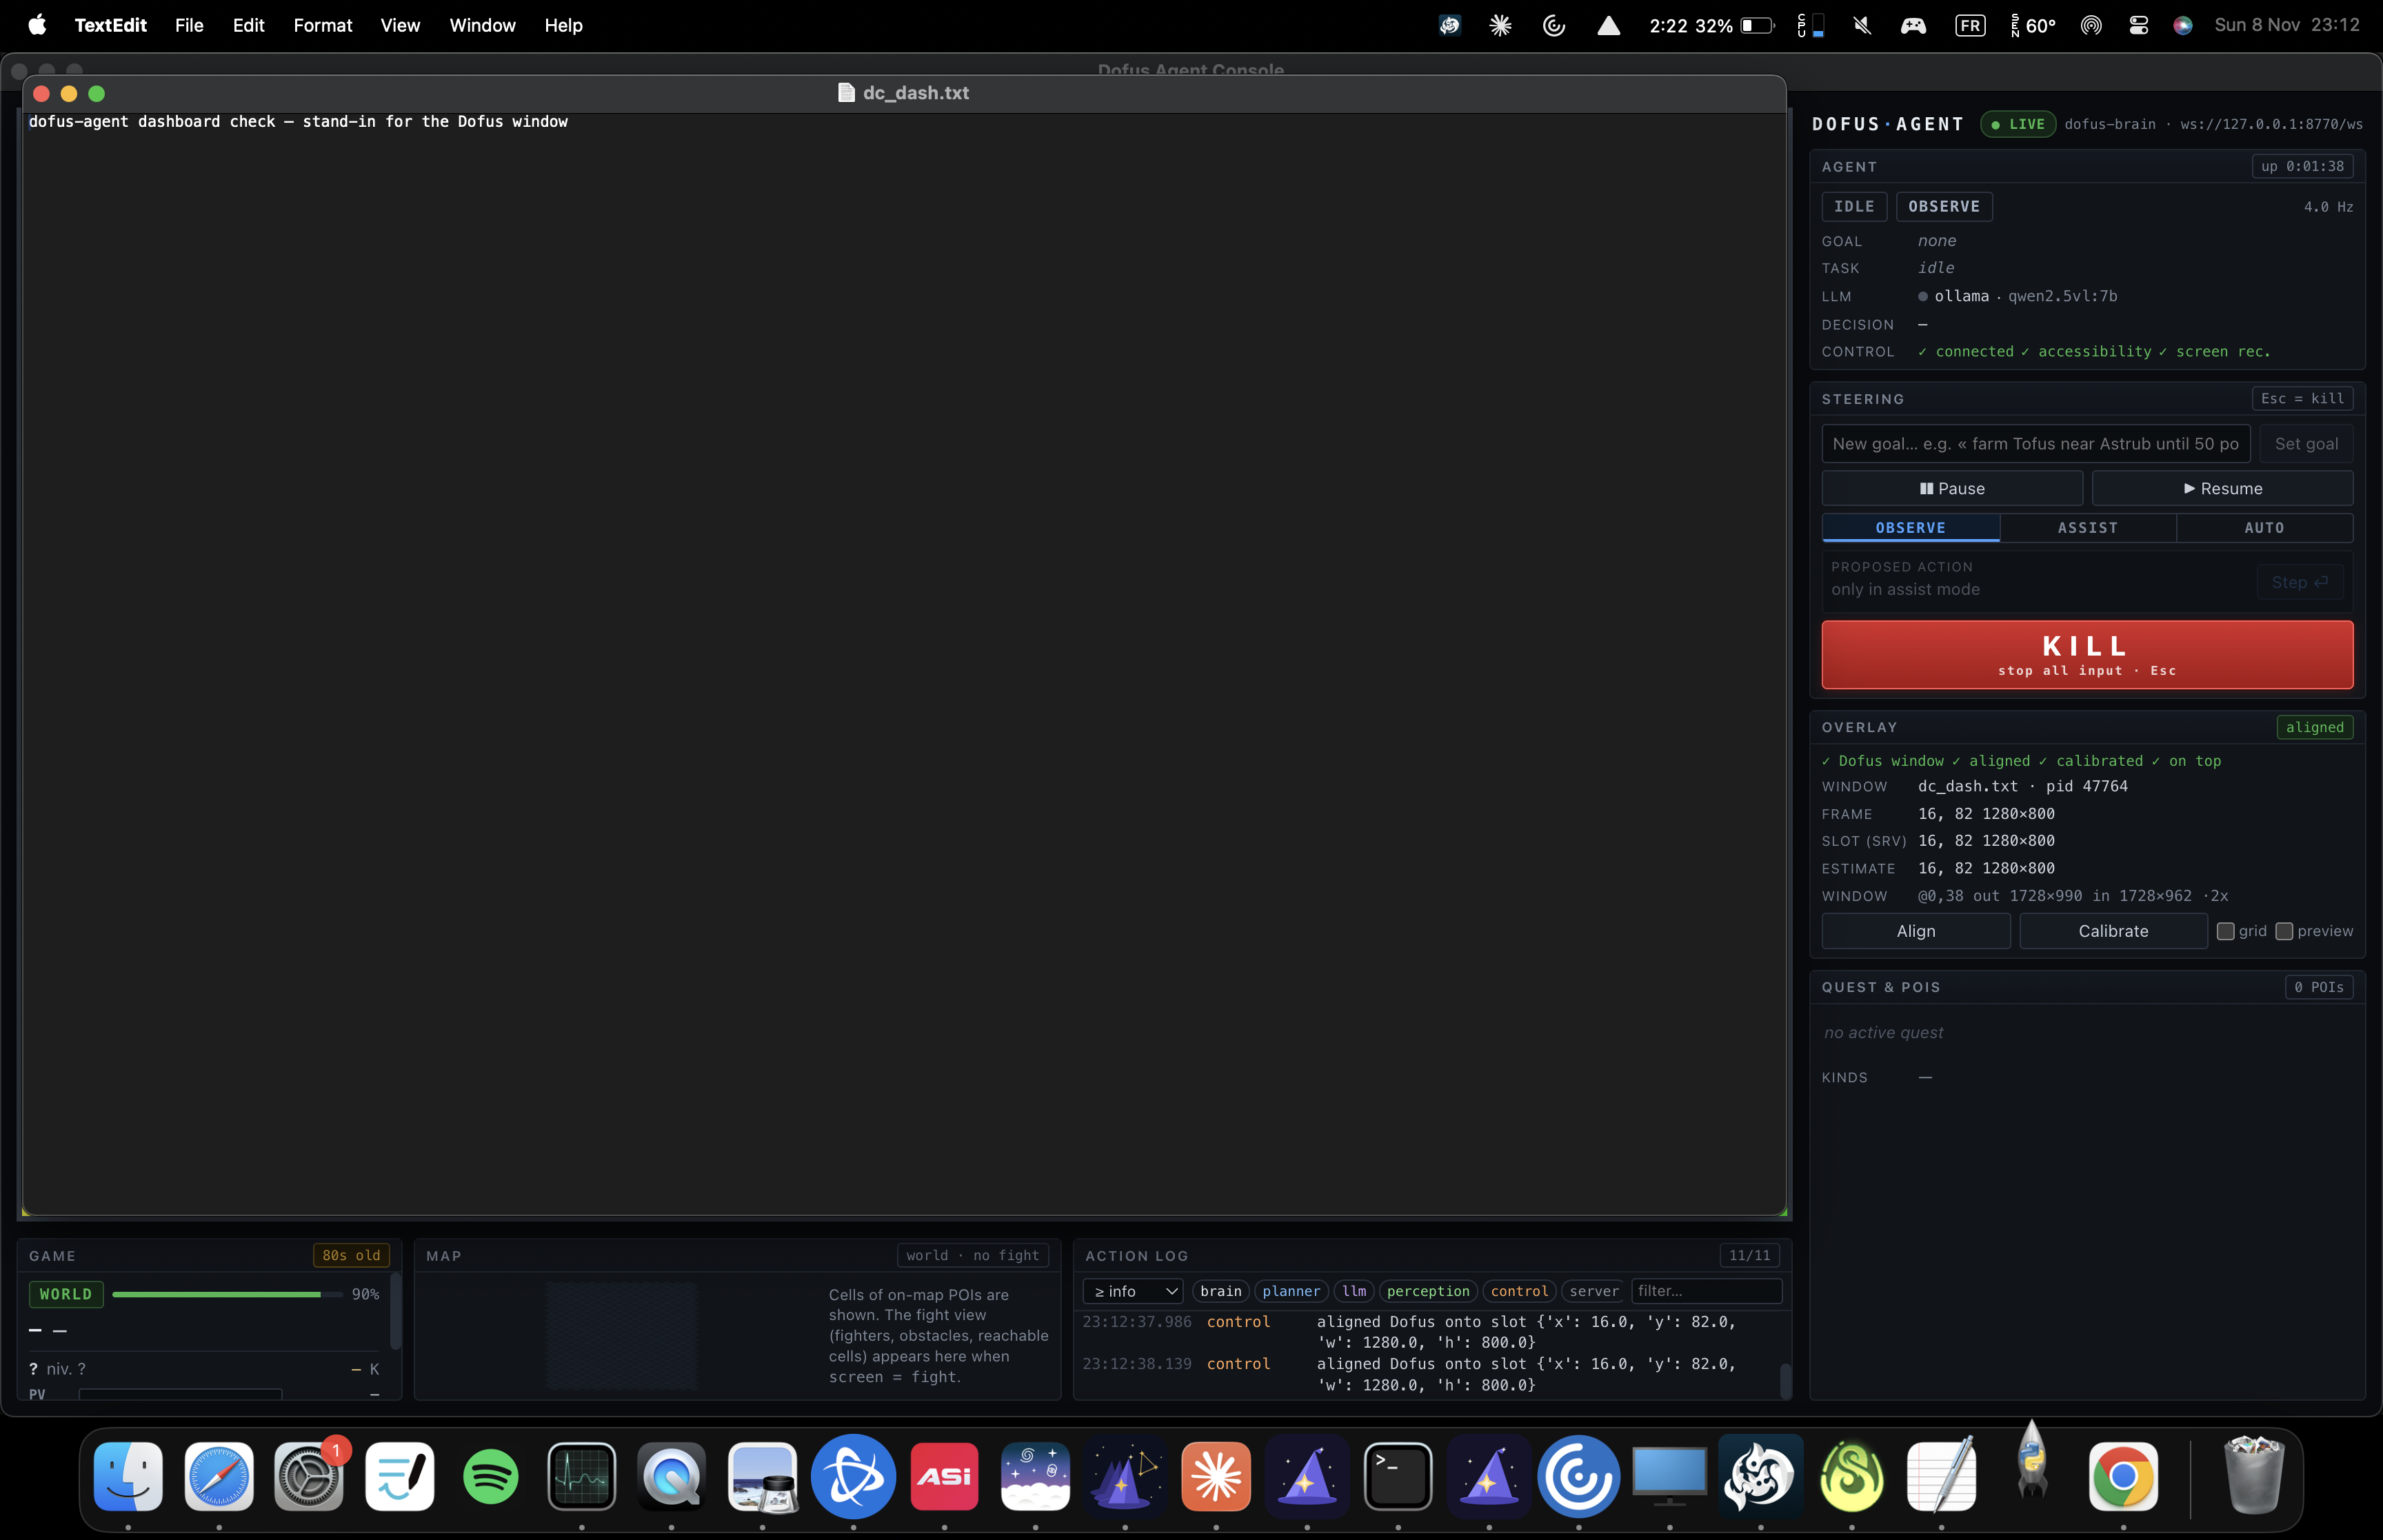 TextEdit File Edit Format View Window Help
2:22 32% CPU FR SEN 60° Sun 8 Nov 23:12
Dofus Agent Console
dc_dash.txt
dofus-agent dashboard check — stand-in for the Dofus window
DOFUS·AGENT ● LIVE dofus-brain · ws://127.0.0.1:8770/ws
AGENT up 0:01:38
IDLE OBSERVE 4.0 Hz
GOAL none
TASK idle
LLM ollama · qwen2.5vl:7b
DECISION —
CONTROL ✓ connected ✓ accessibility ✓ screen rec.
STEERING Esc = kill
New goal... e.g. « farm Tofus near Astrub until 50 po Set goal
Pause Resume
OBSERVE ASSIST AUTO
PROPOSED ACTION
only in assist mode Step ⏎
KILL
stop all input · Esc
OVERLAY aligned
✓ Dofus window ✓ aligned ✓ calibrated ✓ on top
WINDOW dc_dash.txt · pid 47764
FRAME 16, 82 1280×800
SLOT (SRV) 16, 82 1280×800
ESTIMATE 16, 82 1280×800
WINDOW @0,38 out 1728×990 in 1728×962 ·2x
Align Calibrate grid preview
QUEST & POIS 0 POIs
no active quest
KINDS —
GAME 80s old
WORLD 90%
— —
? niv. ? — K
PV —
MAP world · no fight
Cells of on-map POIs are
shown. The fight view
(fighters, obstacles, reachable
cells) appears here when
screen = fight.
ACTION LOG 11/11
≥ info brain planner llm perception control server filter...
23:12:37.986 control aligned Dofus onto slot {'x': 16.0, 'y': 82.0,
'w': 1280.0, 'h': 800.0}
23:12:38.139 control aligned Dofus onto slot {'x': 16.0, 'y': 82.0,
'w': 1280.0, 'h': 800.0}
1
ASi